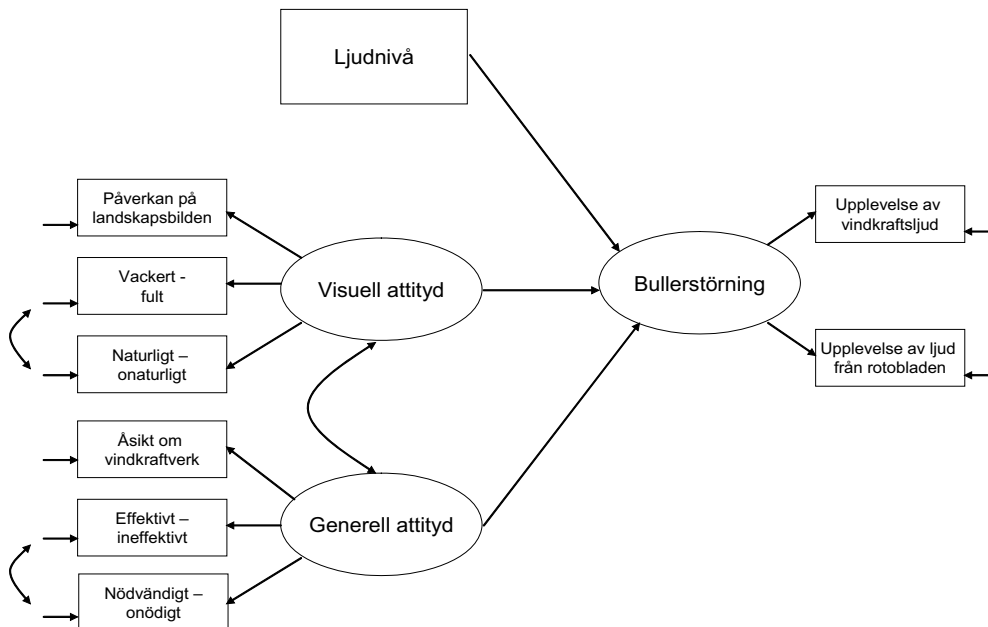 Ljudnivå
Påverkan på
landskapsbilden
Vackert -
fult
Naturligt –
onaturligt
Visuell attityd
Bullerstörning
Upplevelse av
vindkraftsljud
Upplevelse av ljud
från rotobladen
Åsikt om
vindkraftverk
Effektivt –
ineffektivt
Nödvändigt –
onödigt
Generell attityd